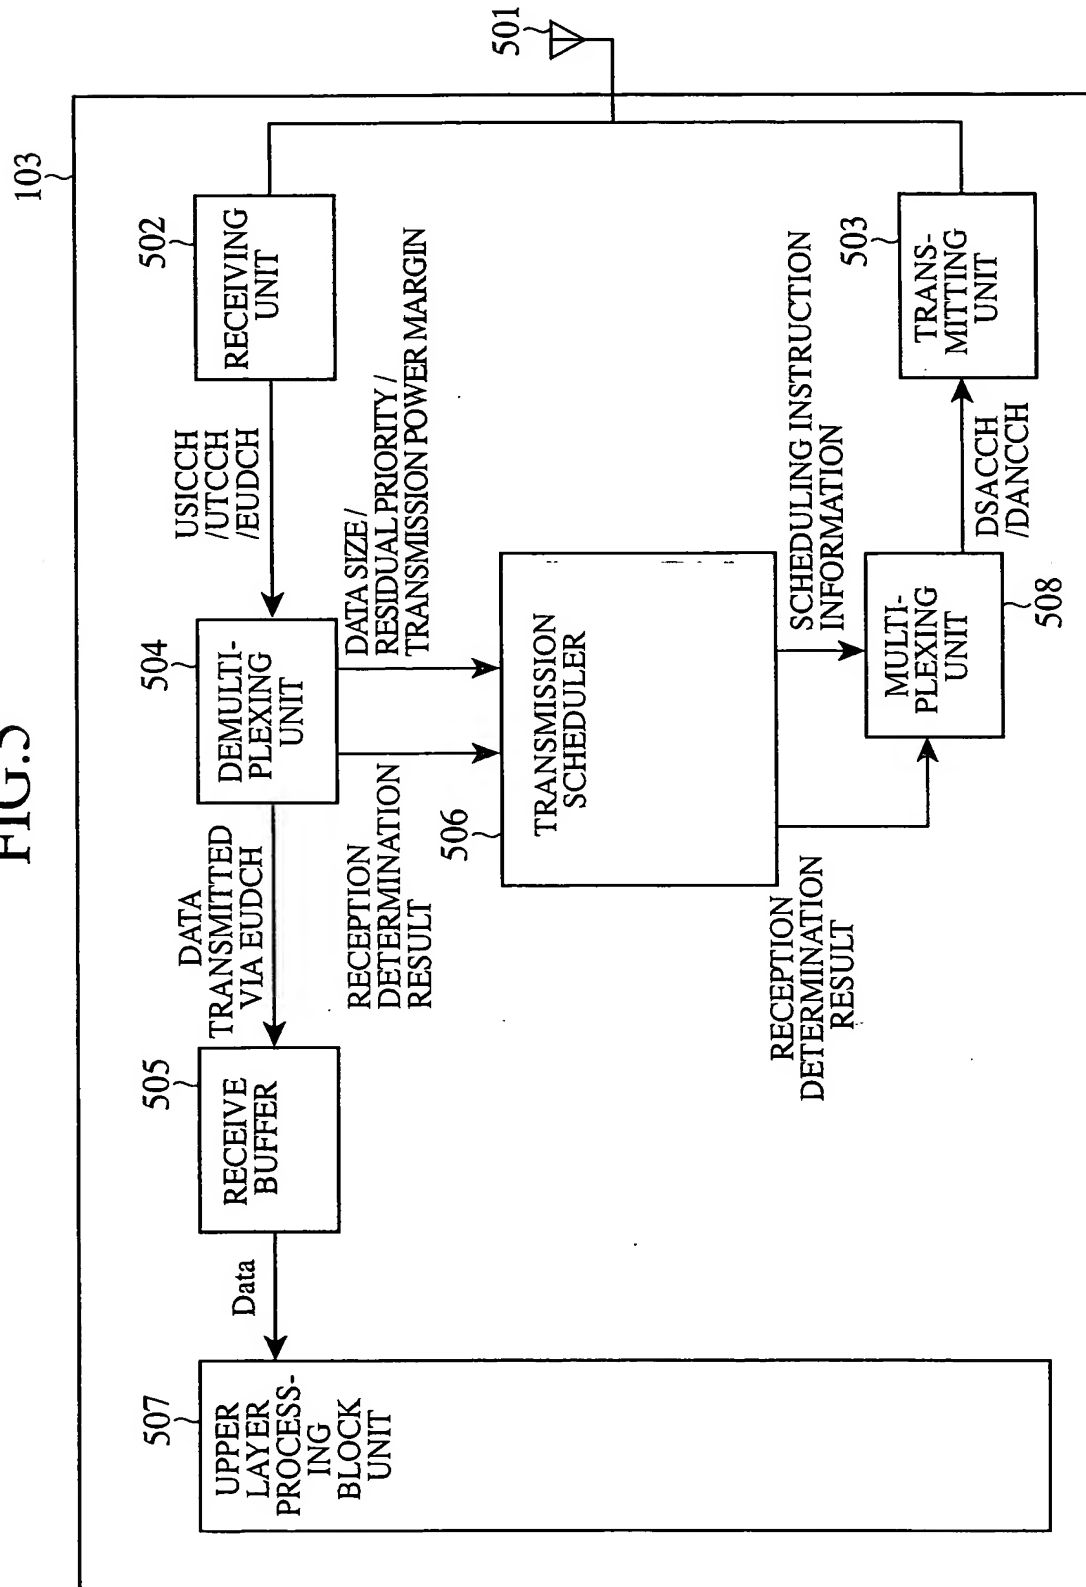 FIG.5
103
501
502
RECEIVING
UNIT
503
TRANS-
MITTING
UNIT
USICCH
/UTCCH
/EUDCH
DSACCH
/DANCCH
504
DEMULTI-
PLEXING
UNIT
DATA SIZE /
RESIDUAL PRIORITY /
TRANSMISSION POWER MARGIN
RECEPTION
DETERMINATION
RESULT
506
TRANSMISSION
SCHEDULER
SCHEDULING INSTRUCTION
INFORMATION
508
MULTI-
PLEXING
UNIT
RECEPTION
DETERMINATION
RESULT
DATA
TRANSMITTED
VIA EUDCH
505
RECEIVE
BUFFER
Data
507
UPPER
LAYER
PROCESS-
ING
BLOCK
UNIT